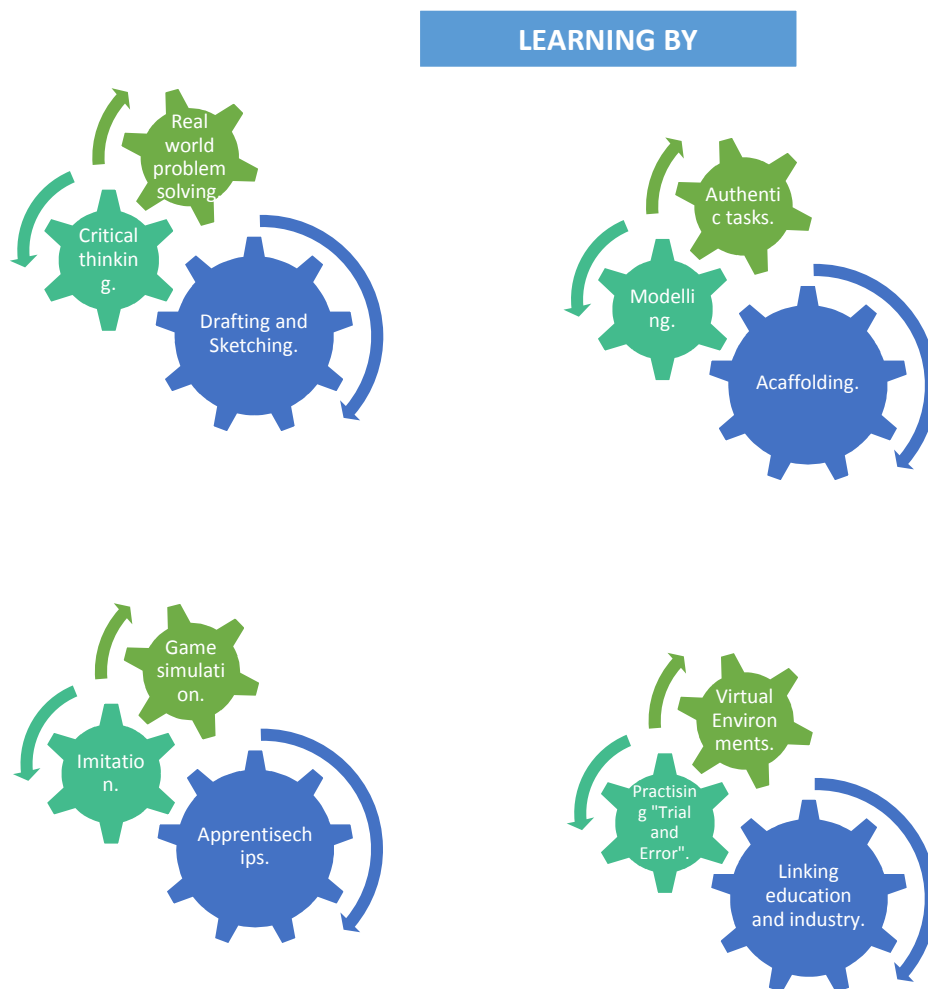 LEARNING BY
Real
world
problem
solving.
Critical
thinkin
g.
Drafting and
Sketching.
Authenti
c tasks.
Modelli
ng.
Acaffolding.
Game
simulati
on.
Imitatio
n.
Apprentisech
ips.
Virtual
Environ
ments.
Practisin
g "Trial
and
Error".
Linking
education
and industry.